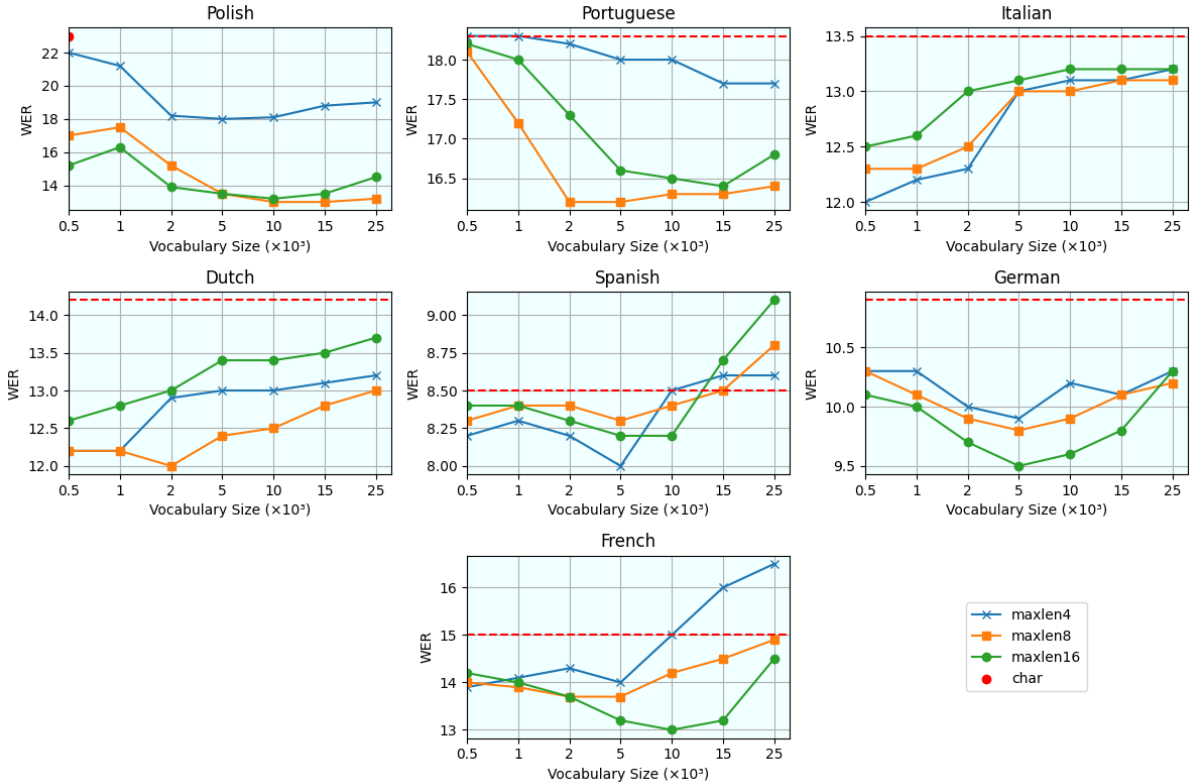 Polish
WER
22
20
18
16
14
0.5 1 2 5 10 15 25
Vocabulary Size (×10³)
Portuguese
WER
18.0
17.5
17.0
16.5
0.5 1 2 5 10 15 25
Vocabulary Size (×10³)
Italian
WER
13.5
13.0
12.5
12.0
0.5 1 2 5 10 15 25
Vocabulary Size (×10³)
Dutch
WER
14.0
13.5
13.0
12.5
12.0
0.5 1 2 5 10 15 25
Vocabulary Size (×10³)
Spanish
WER
9.00
8.75
8.50
8.25
8.00
0.5 1 2 5 10 15 25
Vocabulary Size (×10³)
German
WER
10.5
10.0
9.5
0.5 1 2 5 10 15 25
Vocabulary Size (×10³)
French
WER
16
15
14
13
0.5 1 2 5 10 15 25
Vocabulary Size (×10³)
maxlen4
maxlen8
maxlen16
char